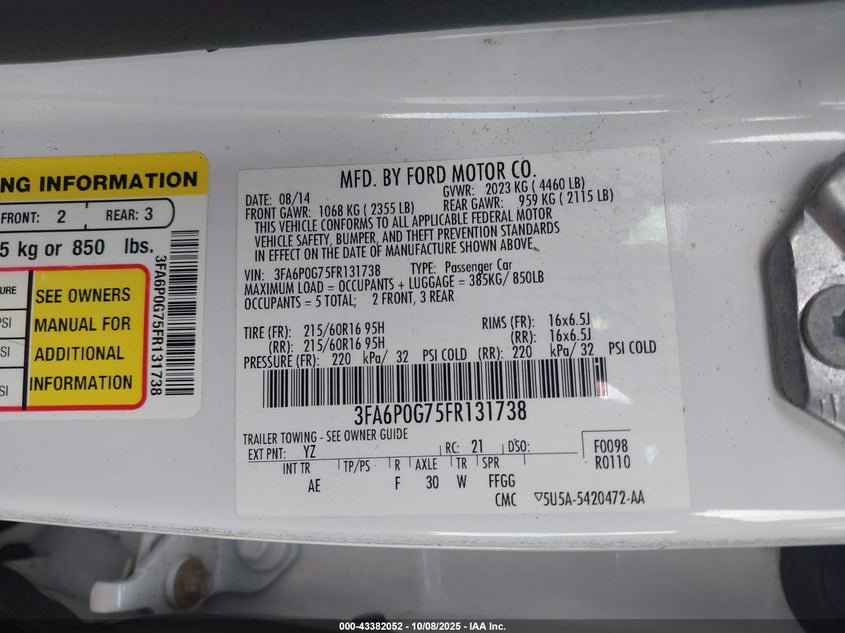 NG INFORMATION
FRONT: 2 REAR: 3
5 kg or 850 lbs.
URE
PSI
SI
SI
SEE OWNERS
MANUAL FOR
ADDITIONAL
INFORMATION
3FA6P0G75FR131738
MFD. BY FORD MOTOR CO.
DATE: 08/14 GVWR: 2023 KG ( 4460 LB)
FRONT GAWR: 1068 KG ( 2355 LB) REAR GAWR: 959 KG ( 2115 LB)
THIS VEHICLE CONFORMS TO ALL APPLICABLE FEDERAL MOTOR
VEHICLE SAFETY, BUMPER, AND THEFT PREVENTION STANDARDS
IN EFFECT ON THE DATE OF MANUFACTURE SHOWN ABOVE.
VIN: 3FA6P0G75FR131738 TYPE: Passenger Car
MAXIMUM LOAD = OCCUPANTS + LUGGAGE = 385KG/ 850LB
OCCUPANTS = 5 TOTAL; 2 FRONT, 3 REAR
TIRE (FR): 215/60R16 95H RIMS (FR): 16x6.5J
(RR): 215/60R16 95H (RR): 16x6.5J
PRESSURE (FR): 220 kPa/ 32 PSI COLD (RR): 220 kPa/ 32 PSI COLD
3FA6P0G75FR131738
TRAILER TOWING - SEE OWNER GUIDE
EXT PNT: YZ RC: 21 DSO: F0098
INT TR TP/PS R AXLE TR SPR R0110
AE F 30 W FFGG
CMC ▽5U5A-5420472-AA
000-43382052 - 10/08/2025 - IAA Inc.